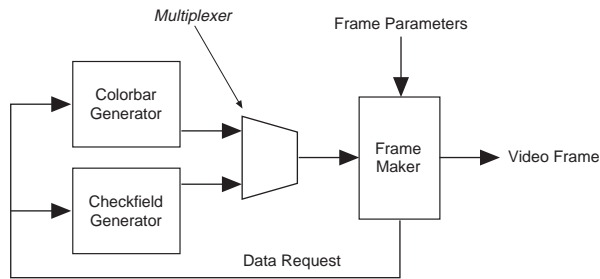 Multiplexer
Frame Parameters
Colorbar
Generator
Frame
Maker
Video Frame
Checkfield
Generator
Data Request